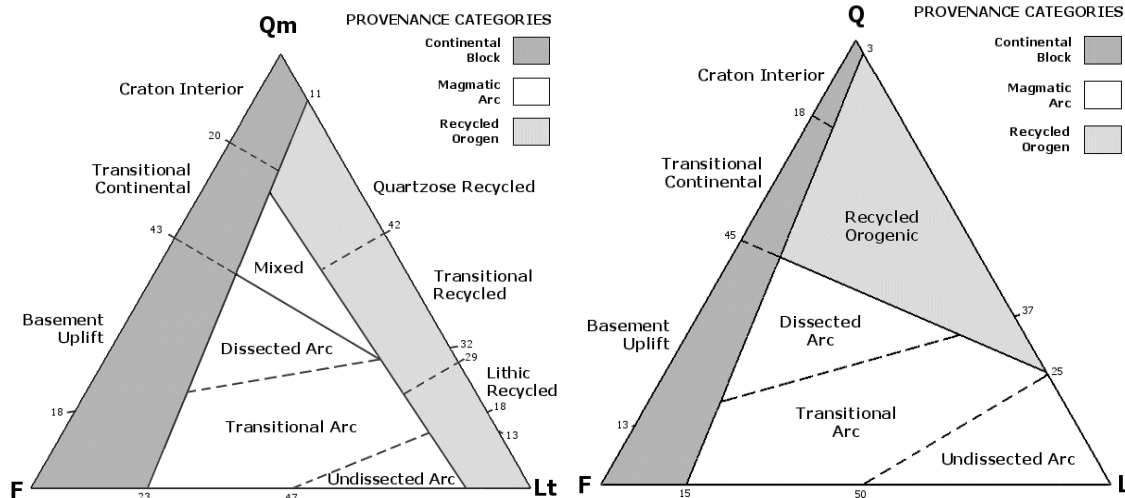 Qm
PROVENANCE CATEGORIES
Continental
Block
Magmatic
Arc
Recycled
Orogen
Craton Interior
11
20
Transitional
Continental
Quartzose Recycled
43
42
Mixed
Transitional
Recycled
Basement
Uplift
Dissected Arc
32
29
Lithic
Recycled
18
18
Transitional Arc
13
Undissected Arc
F
23
47
Lt
Q
PROVENANCE CATEGORIES
Continental
Block
Magmatic
Arc
Recycled
Orogen
3
Craton Interior
18
Transitional
Continental
Recycled
Orogenic
45
37
Dissected
Arc
Basement
Uplift
25
13
Transitional
Arc
Undissected Arc
F
15
50
L